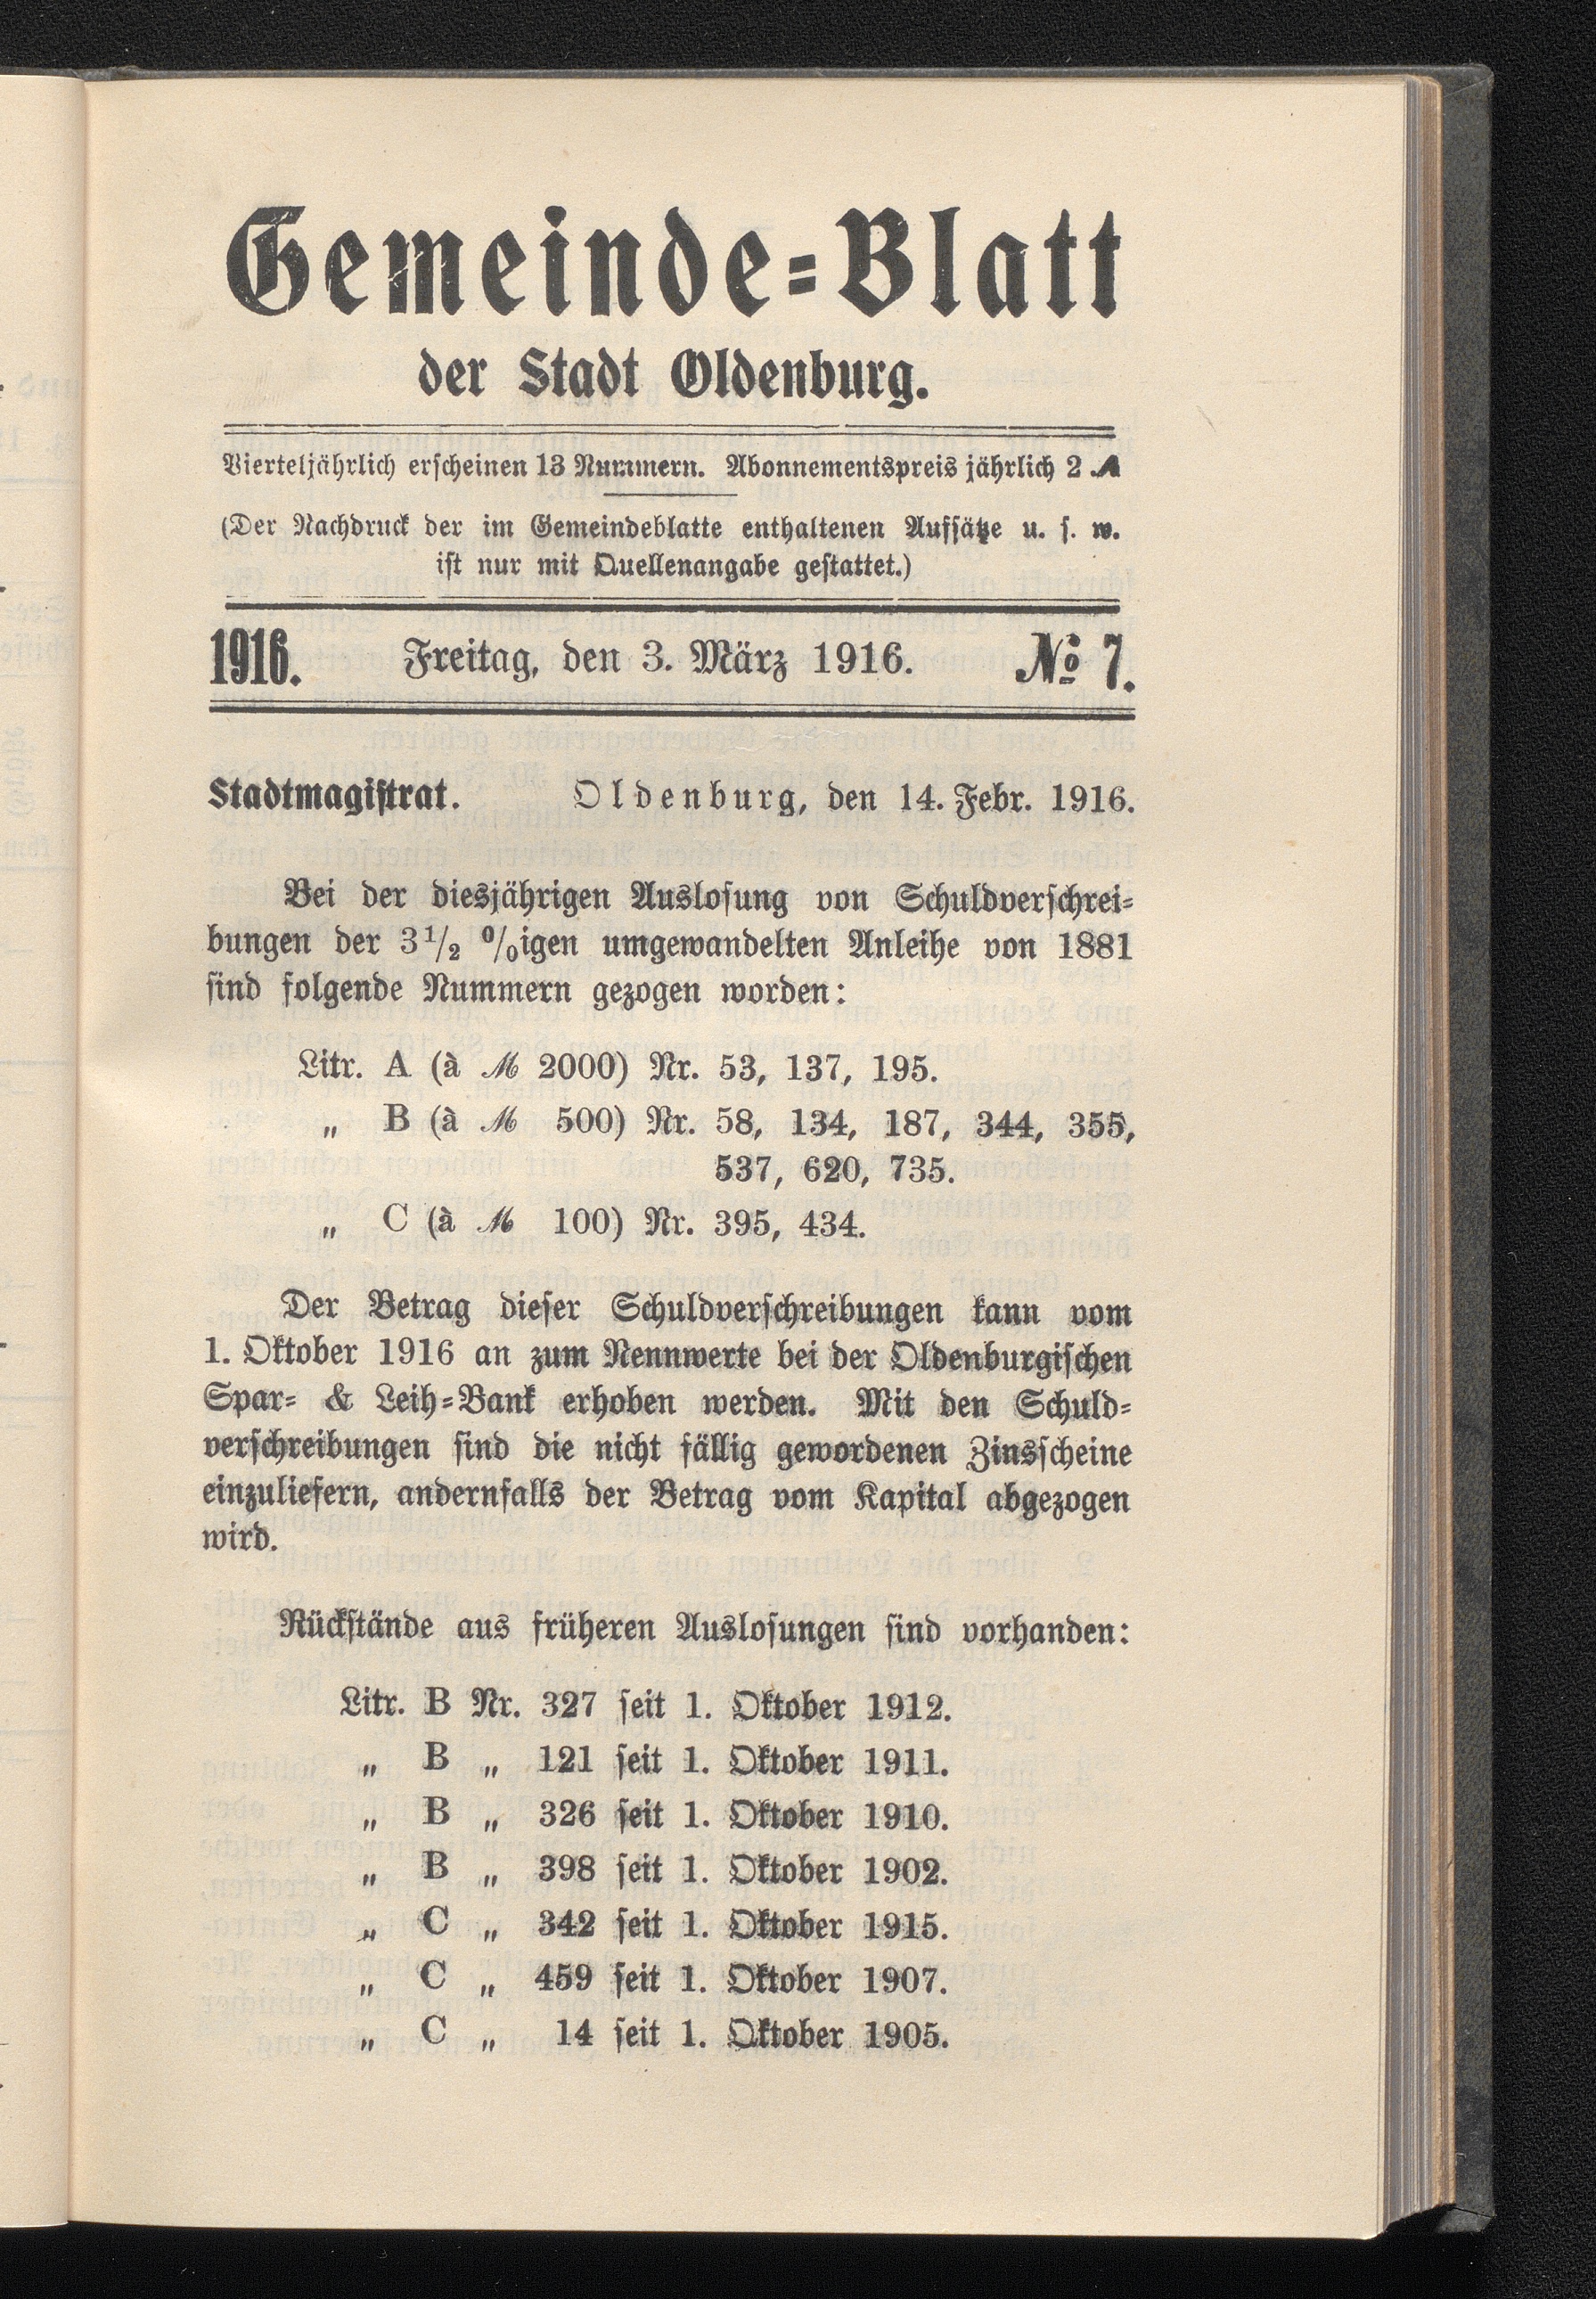 Gemeinde=Blatt
der Stadt Oldenburg.
Vierteljährlich erscheinen 13 Nummern. Abonnementspreis jährlich 2 ℳ
(Der Nachdruck der im Gemeindeblatte enthaltenen Aufsätze u. s. w.
ist nur mit Quellenangabe gestattet.)
1916. Freitag, den 3. März 1916. № 7.
Stadtmagistrat. Oldenburg, den 14. Febr. 1916.
Bei der diesjährigen Auslosung von Schuldverschrei=
bungen der 3 1/2 %igen umgewandelten Anleihe von 1881
sind folgende Nummern gezogen worden:
Litr. A (à ℳ 2000) Nr. 53, 137, 195.
„ B (à ℳ 500) Nr. 58, 134, 187, 344, 355,
537, 620, 735.
„ C (à ℳ 100) Nr. 395, 434.
Der Betrag dieser Schuldverschreibungen kann vom
1. Oktober 1916 an zum Nennwerte bei der Oldenburgischen
Spar= & Leih=Bank erhoben werden. Mit den Schuld=
verschreibungen sind die nicht fällig gewordenen Zinsscheine
einzuliefern, andernfalls der Betrag vom Kapital abgezogen
wird.
Rückstände aus früheren Auslosungen sind vorhanden:
Litr. B Nr. 327 seit 1. Oktober 1912.
„ B „ 121 seit 1. Oktober 1911.
„ B „ 326 seit 1. Oktober 1910.
„ B „ 398 seit 1. Oktober 1902.
„ C „ 342 seit 1. Oktober 1915.
„ C „ 459 seit 1. Oktober 1907.
„ C „ 14 seit 1. Oktober 1905.